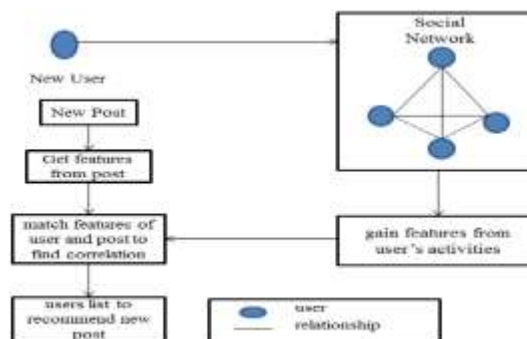 Social
Network
New User
New Post
Get features
from post
match features of
user and post to
find correlation
gain features from
user's activities
users list to
recommend new
post
user
relationship